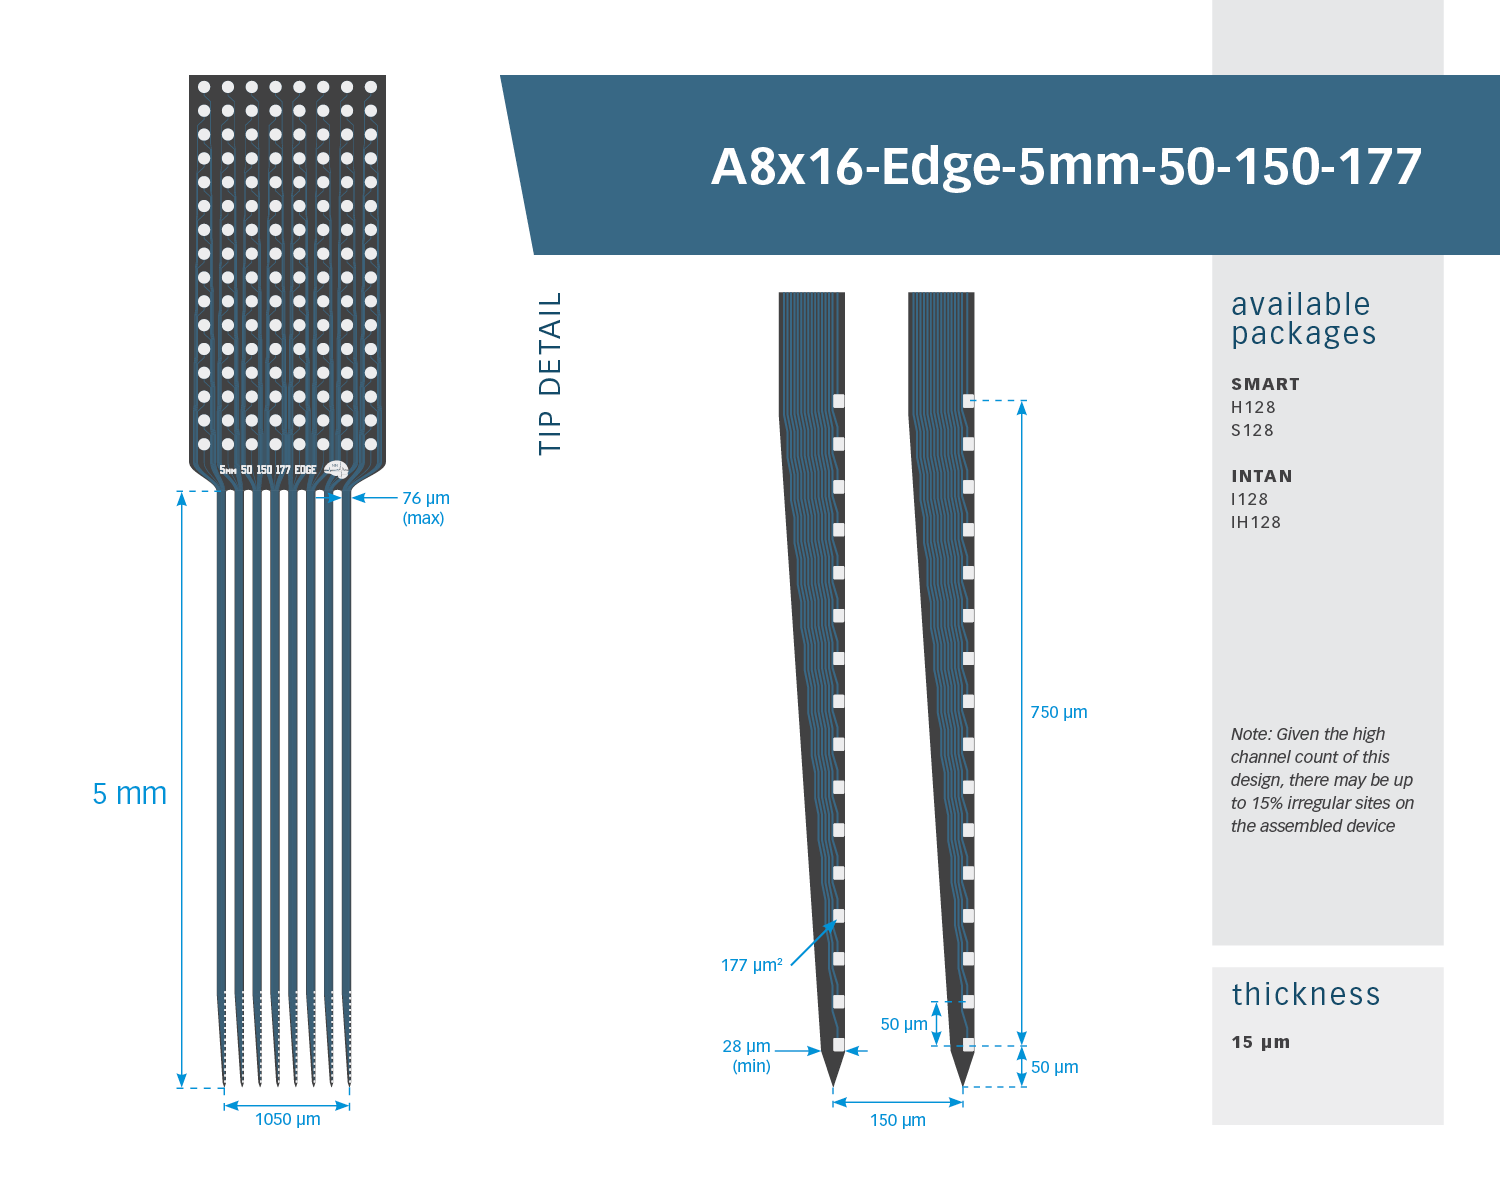 A8x16-Edge-5mm-50-150-177
5MM 50 150 177 EDGE
76 µm
(max)
5 mm
1050 µm
TIP DETAIL
750 µm
177 µm²
50 µm
28 µm
(min)
50 µm
150 µm
available
packages
SMART
H128
S128
INTAN
I128
IH128
Note: Given the high
channel count of this
design, there may be up
to 15% irregular sites on
the assembled device
thickness
15 µm